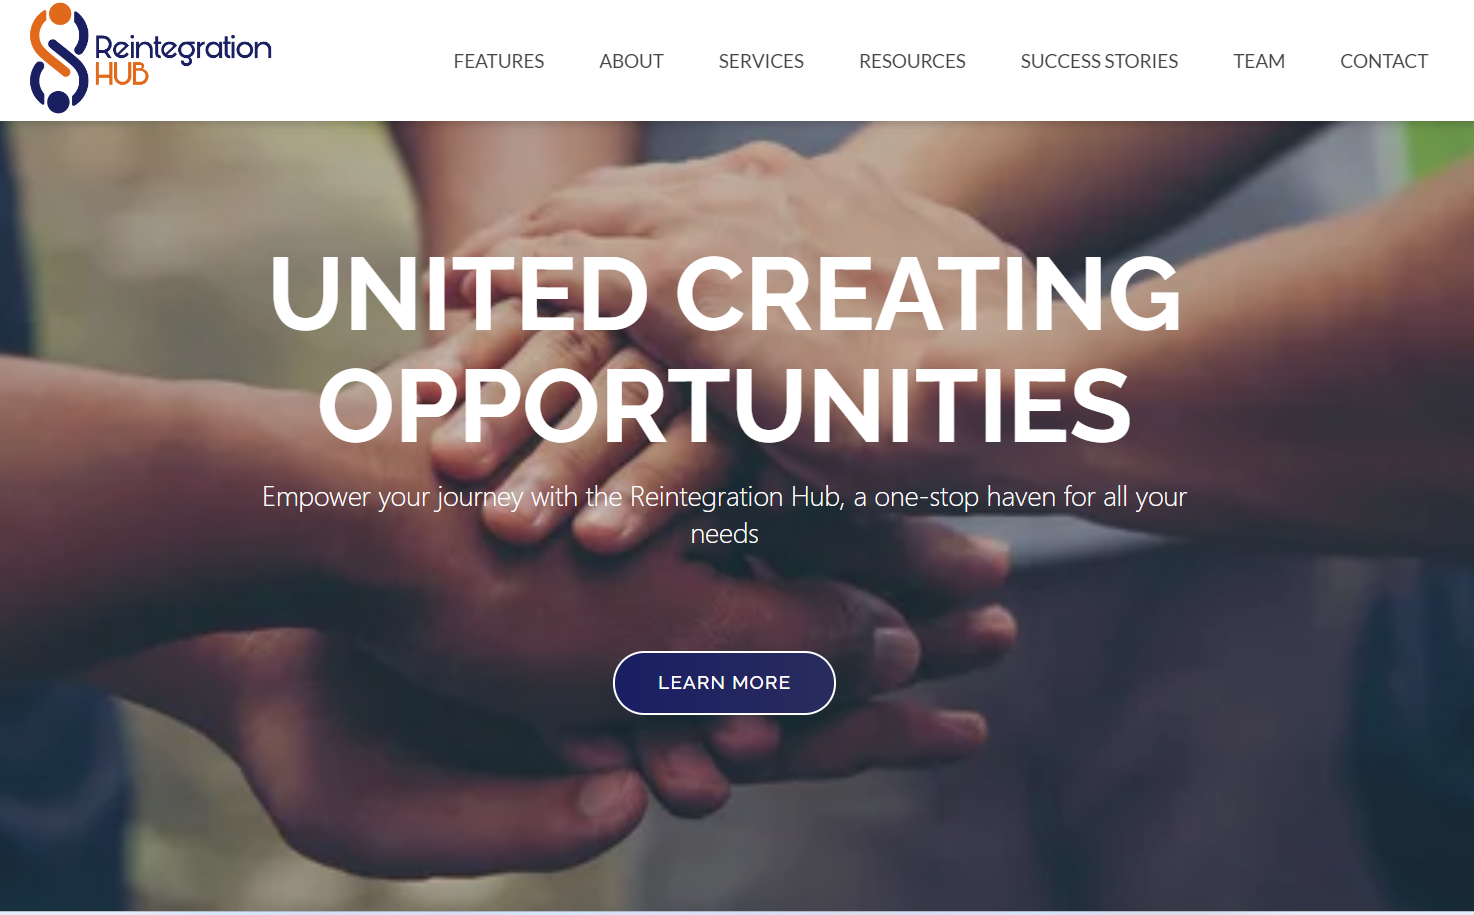 Reintegration
HUB
FEATURES
ABOUT
SERVICES
RESOURCES
SUCCESS STORIES
TEAM
CONTACT
UNITED CREATING
OPPORTUNITIES
Empower your journey with the Reintegration Hub, a one-stop haven for all your
needs
LEARN MORE